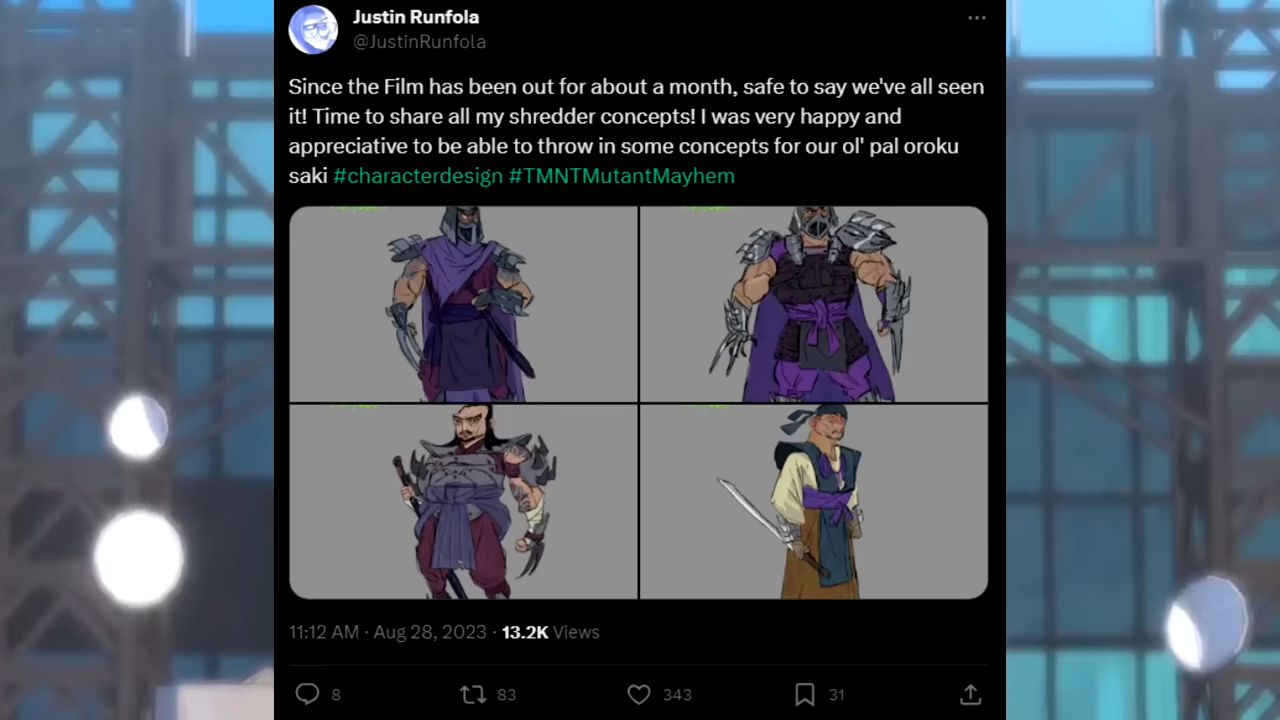 Justin Runfola
@JustinRunfola
Since the Film has been out for about a month, safe to say we've all seen
it! Time to share all my shredder concepts! I was very happy and
appreciative to be able to throw in some concepts for our ol' pal oroku
saki #characterdesign #TMNTMutantMayhem
11:12 AM · Aug 28, 2023 · 13.2K Views
8 83 343 31